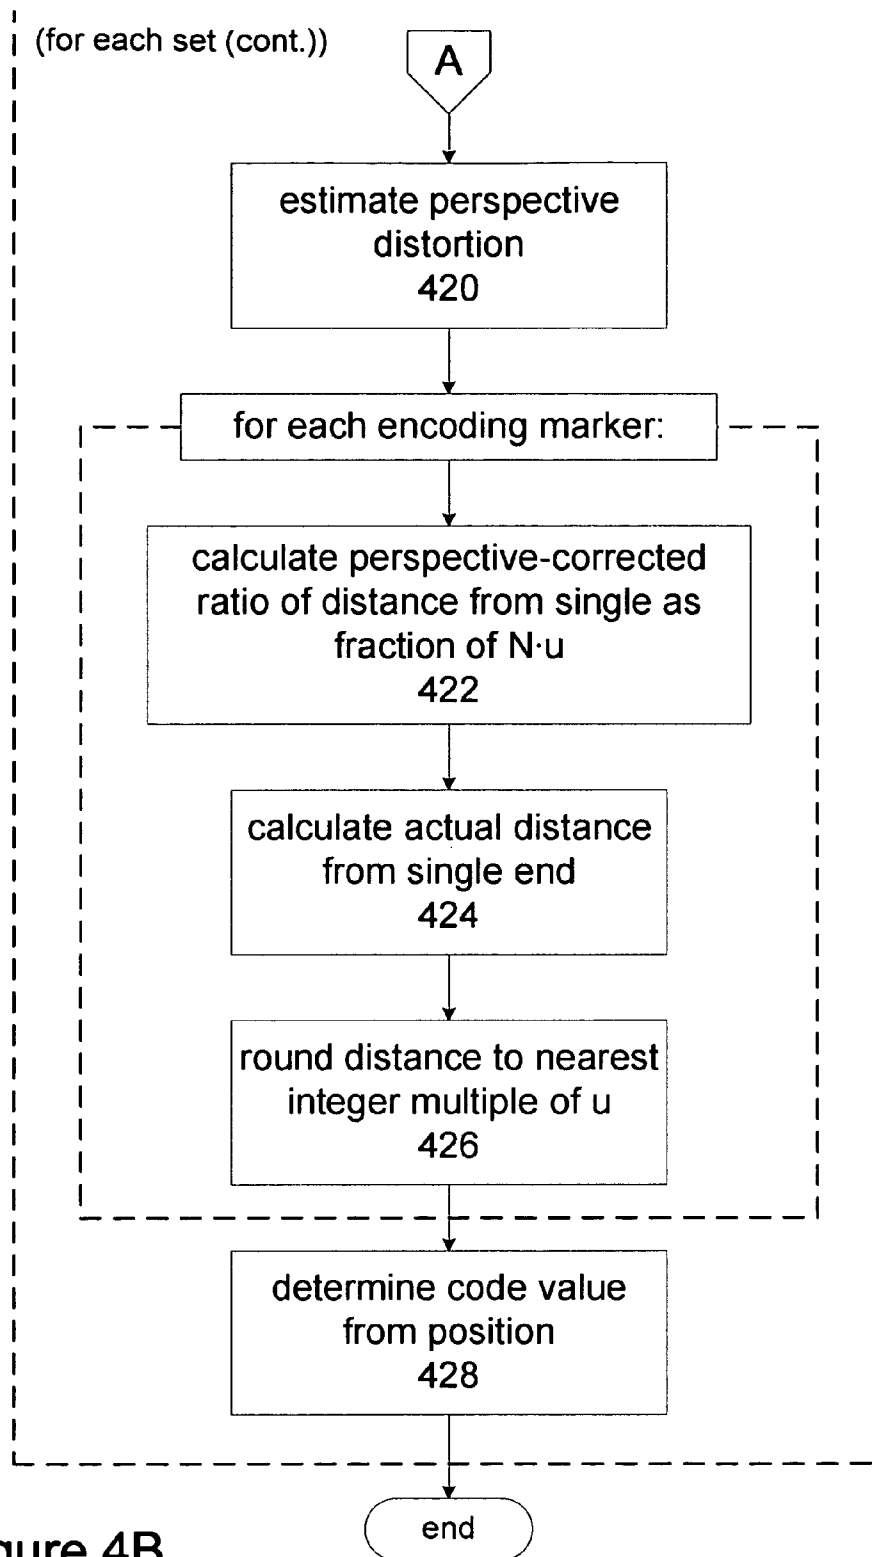 (for each set (cont.))
A
estimate perspective
distortion
420
for each encoding marker:
calculate perspective-corrected
ratio of distance from single as
fraction of N·u
422
calculate actual distance
from single end
424
round distance to nearest
integer multiple of u
426
determine code value
from position
428
end
gure 4B